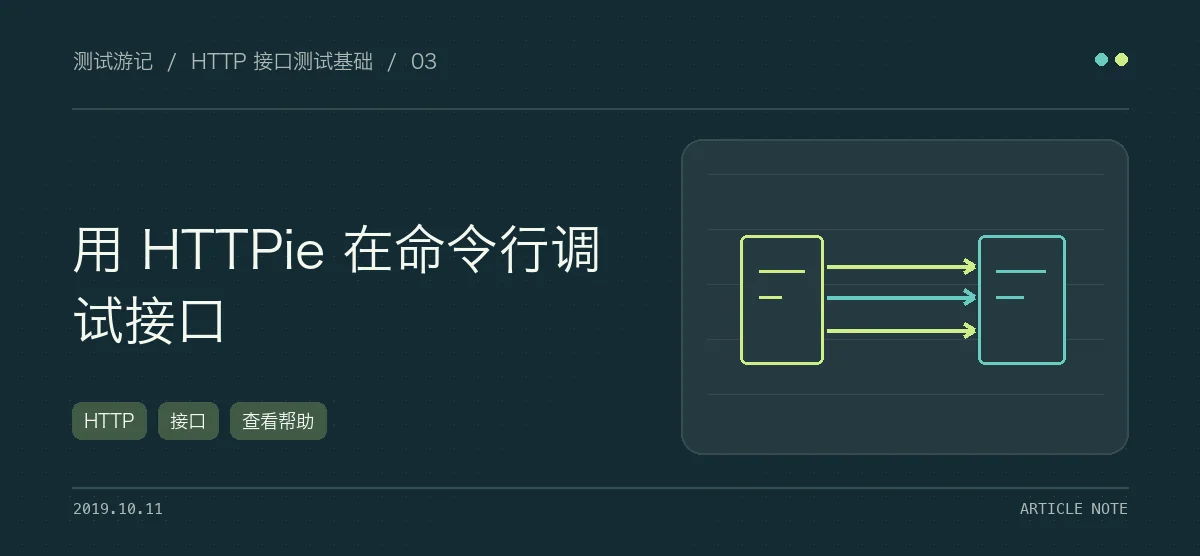 测试游记 / HTTP 接口测试基础 / 03
用 HTTPie 在命令行调
试接口
HTTP 接口 查看帮助
2019.10.11 ARTICLE NOTE